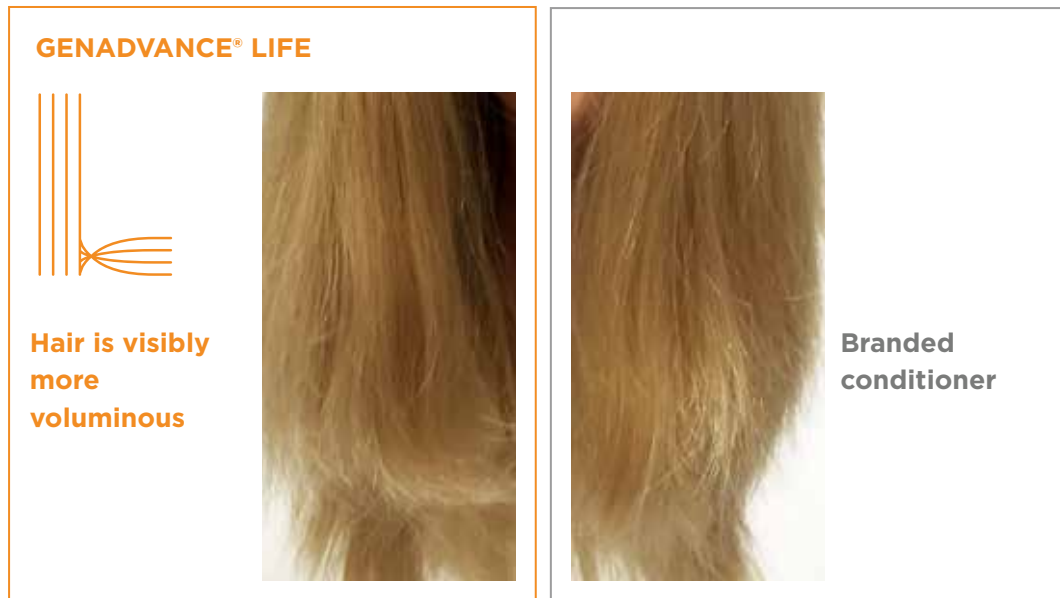 GENADVANCE® LIFE
Hair is visibly
more
voluminous
Branded
conditioner